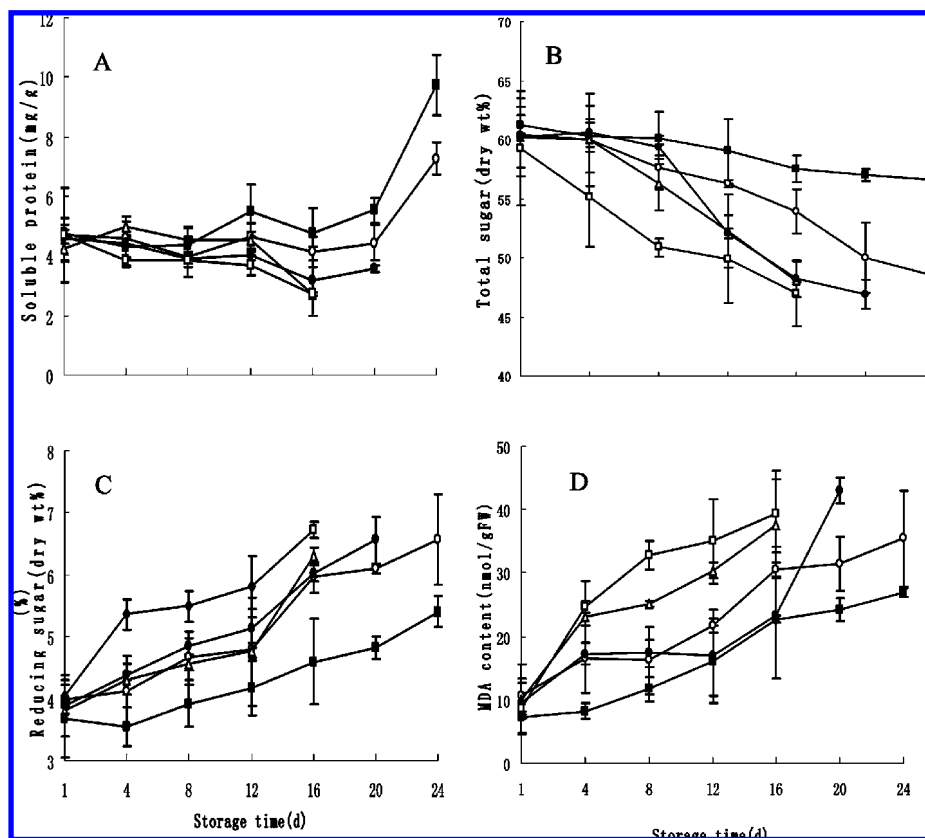 A
Soluble protein(mg/g)
12
10
8
6
4
2
0
B
Total sugar(dry wt%)
70
65
60
55
50
45
40
C
Reducing sugar(dry wt%)
(%)
8
7
6
5
4
3
1 4 8 12 16 20 24
Storage time(d)
D
MDA content(nmol/gFW)
50
40
30
20
10
0
1 4 8 12 16 20 24
Storage time(d)